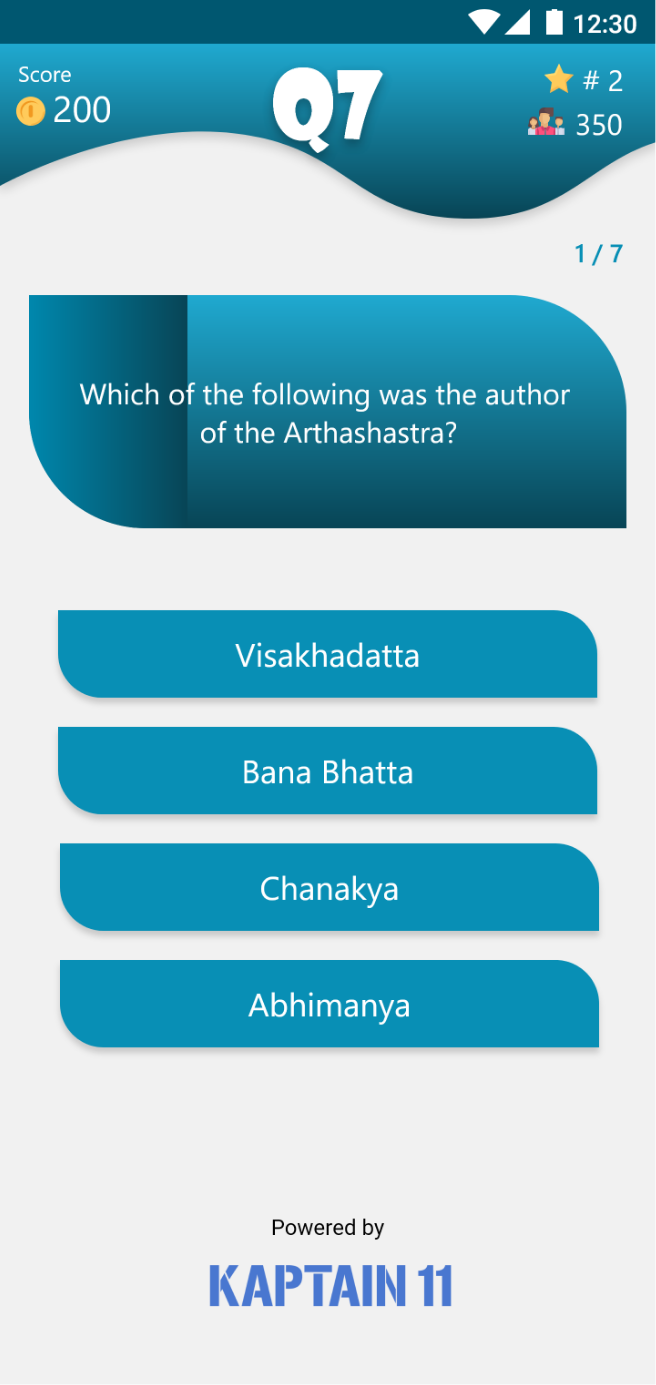 12:30
Score
200
Q7
# 2
350
1 / 7
Which of the following was the author
of the Arthashastra?
Visakhadatta
Bana Bhatta
Chanakya
Abhimanya
Powered by
KAPTAIN 11